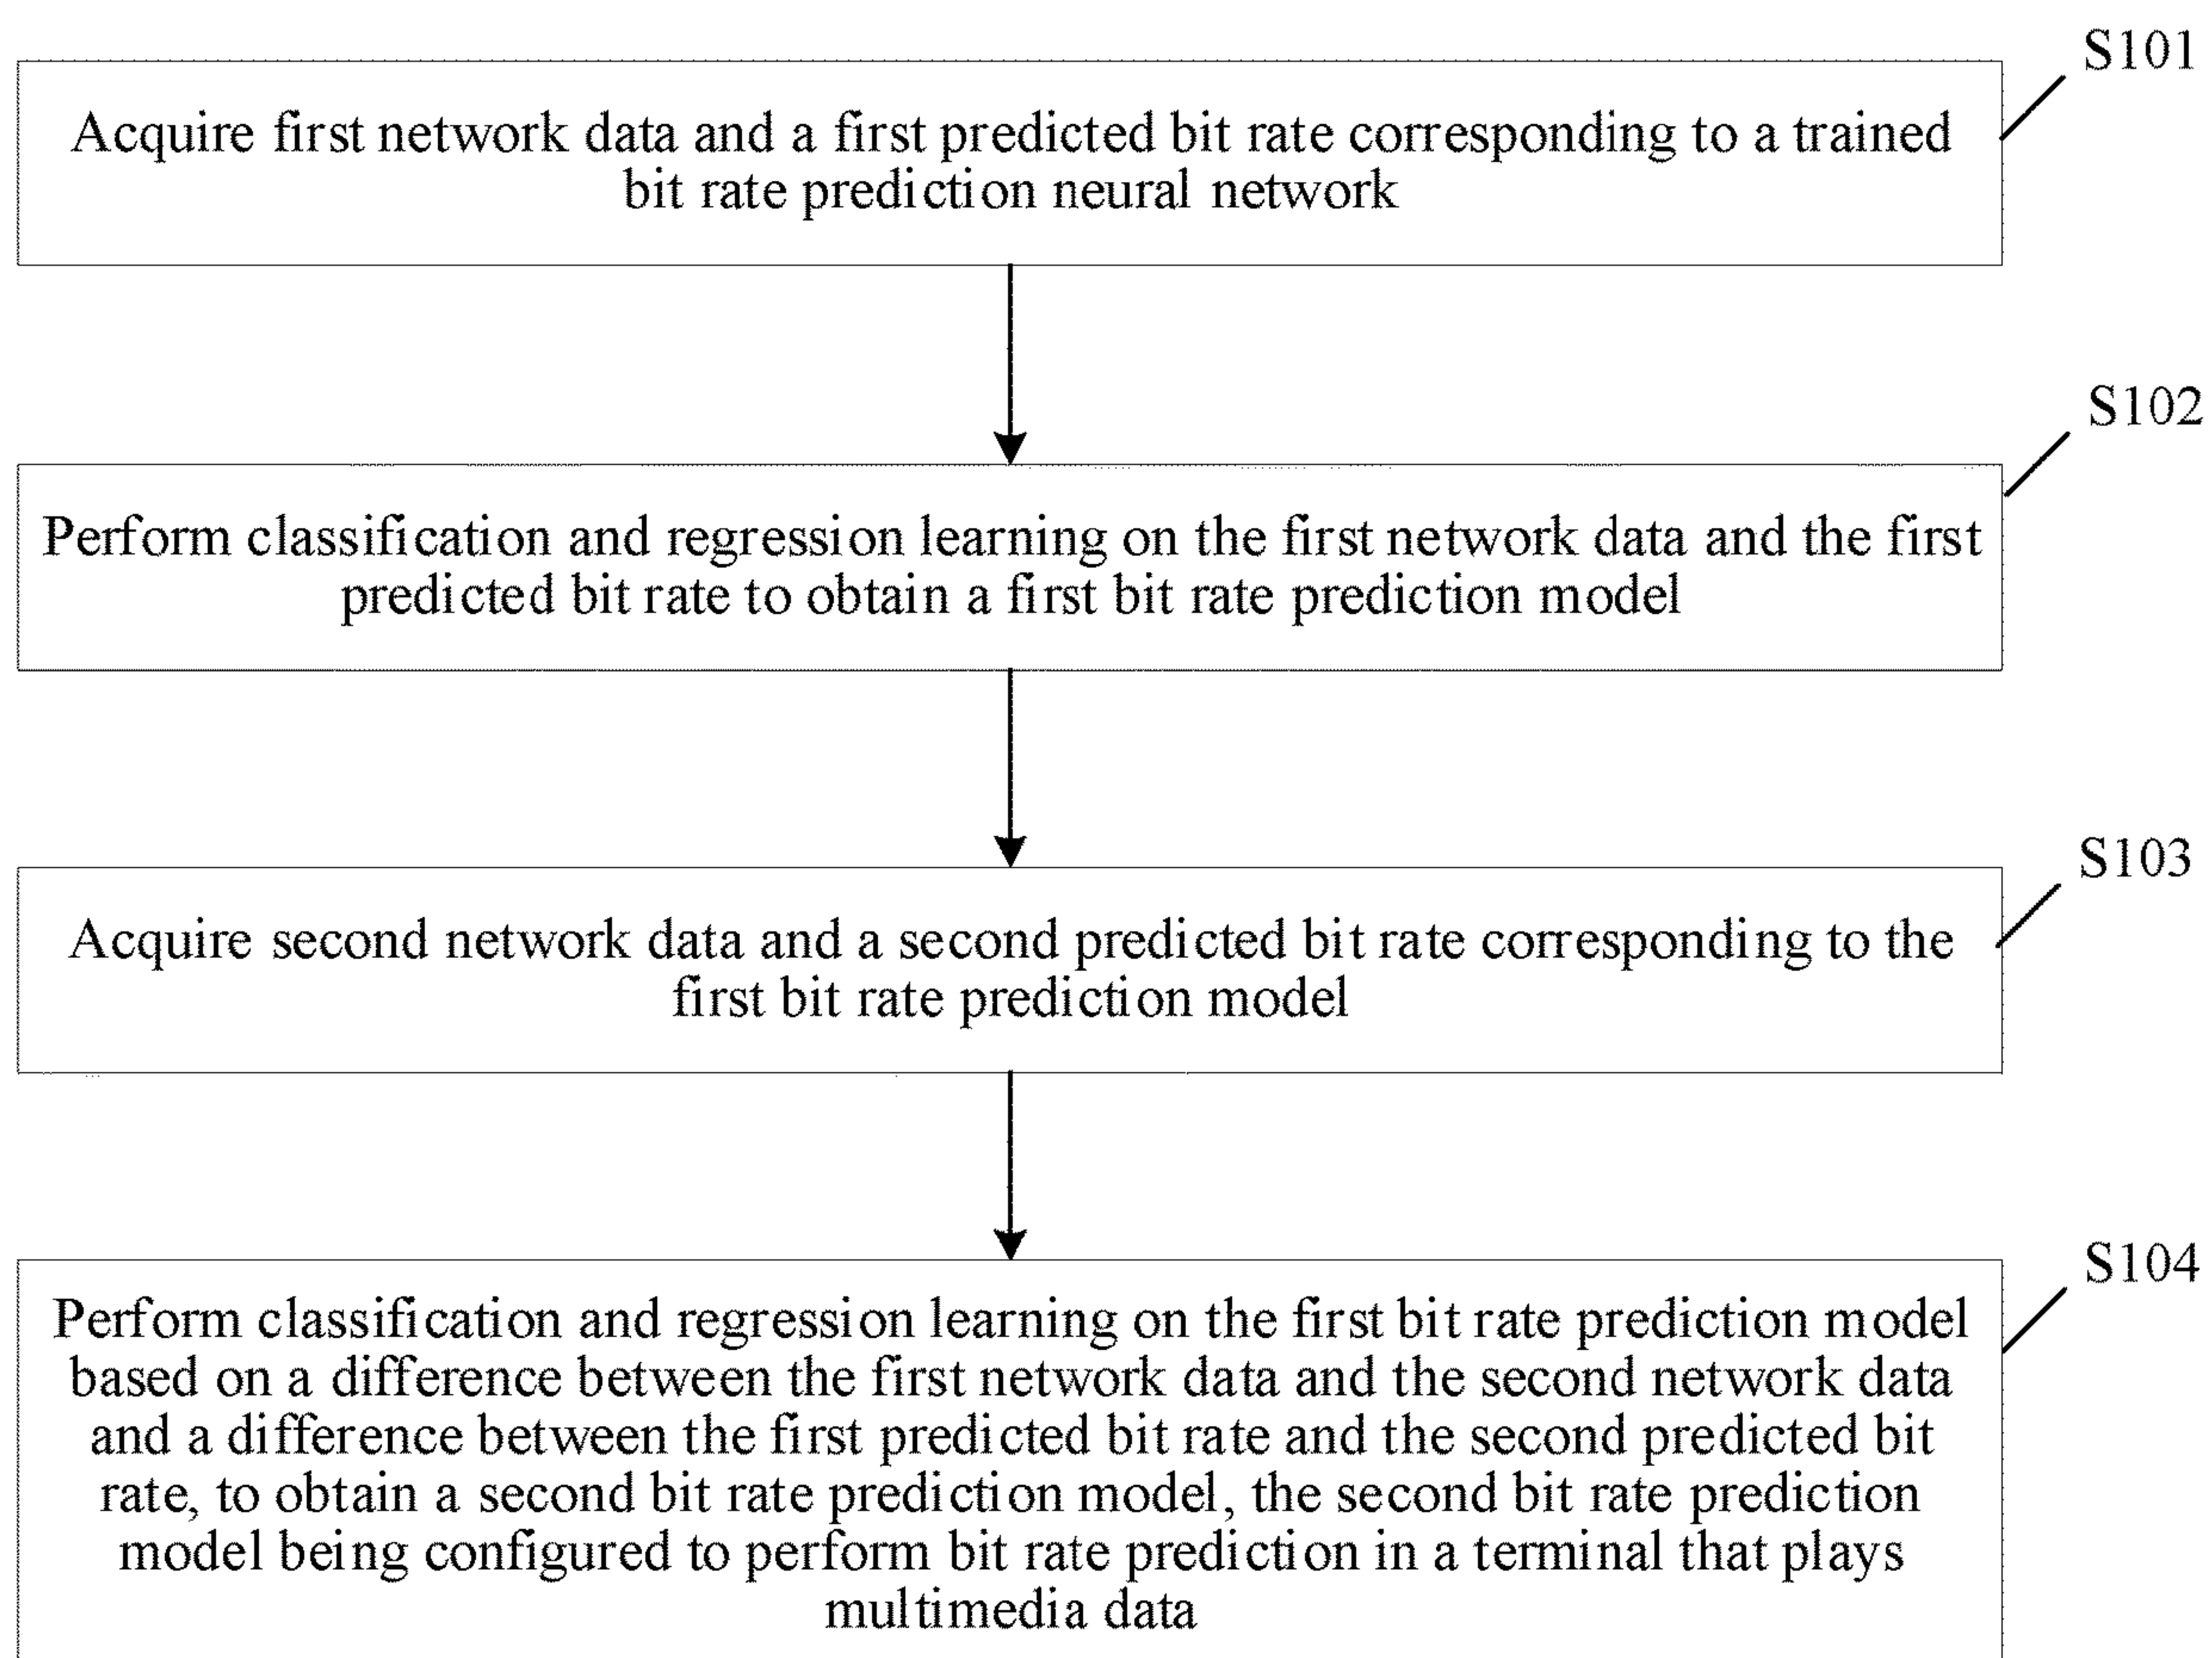 S101
Acquire first network data and a first predicted bit rate corresponding to a trained
bit rate prediction neural network
S102
Perform classification and regression learning on the first network data and the first
predicted bit rate to obtain a first bit rate prediction model
S103
Acquire second network data and a second predicted bit rate corresponding to the
first bit rate prediction model
S104
Perform classification and regression learning on the first bit rate prediction model
based on a difference between the first network data and the second network data
and a difference between the first predicted bit rate and the second predicted bit
rate, to obtain a second bit rate prediction model, the second bit rate prediction
model being configured to perform bit rate prediction in a terminal that plays
multimedia data